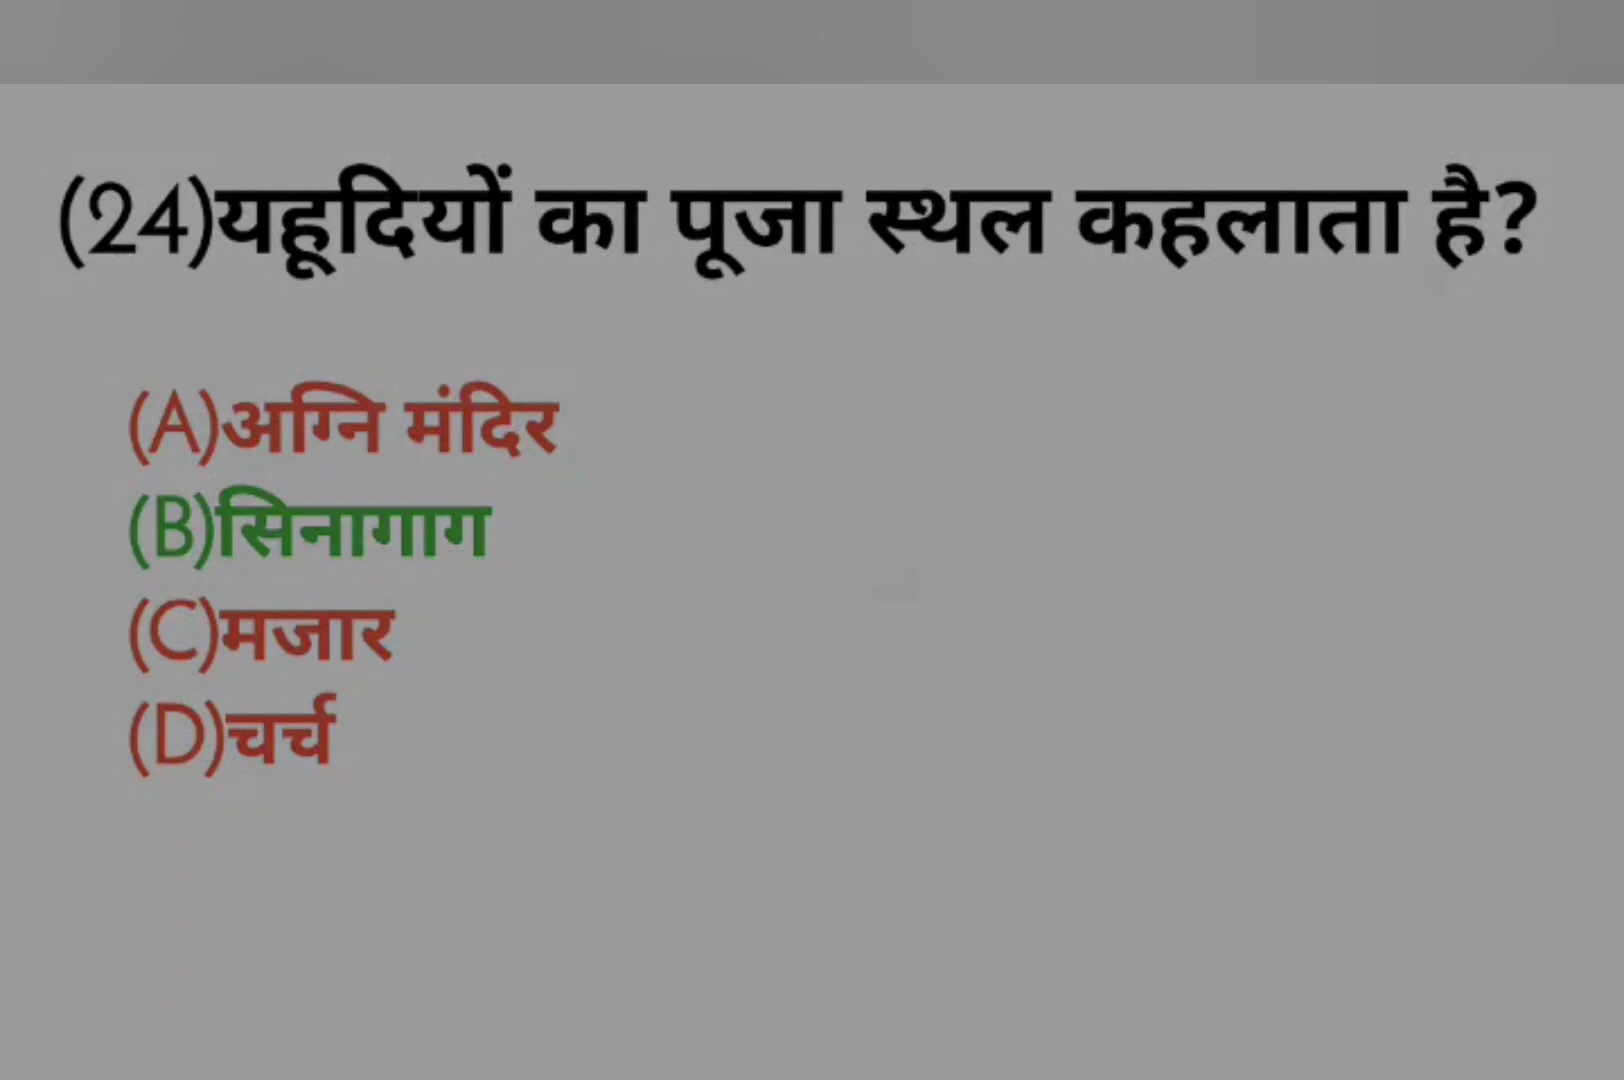 (24)यहूदियों का पूजा स्थल कहलाता है?
(A)अग्नि मंदिर
(B)सिनागाग
(C)मजार
(D)चर्च